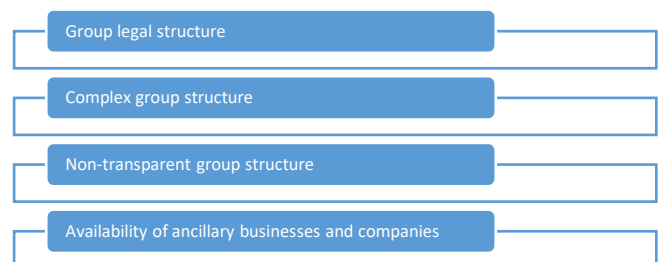 Group legal structure
Complex group structure
Non-transparent group structure
Availability of ancillary businesses and companies